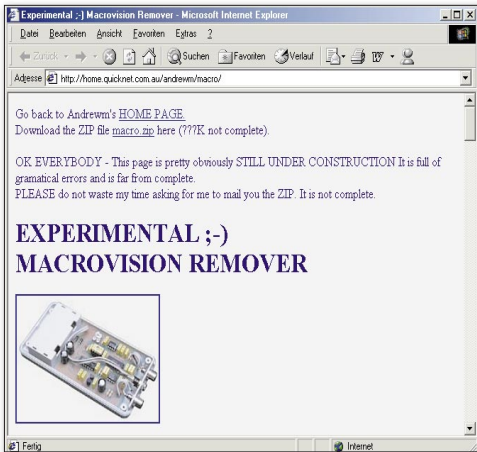 Experimental ;-) Macrovision Remover - Microsoft Internet Explorer
Datei Bearbeiten Ansicht Favoriten Extras ?
Zurück Suchen Favoriten Verlauf
Adresse http://home.quicknet.com.au/andrewm/macro/
Go back to Andrewm's HOME PAGE.
Download the ZIP file macro.zip here (???K not complete).
OK EVERYBODY - This page is pretty obviously STILL UNDER CONSTRUCTION It is full of
gramatical errors and is far from complete.
PLEASE do not waste my time asking for me to mail you the ZIP. It is not complete.
EXPERIMENTAL ;-)
MACROVISION REMOVER
Fertig Internet